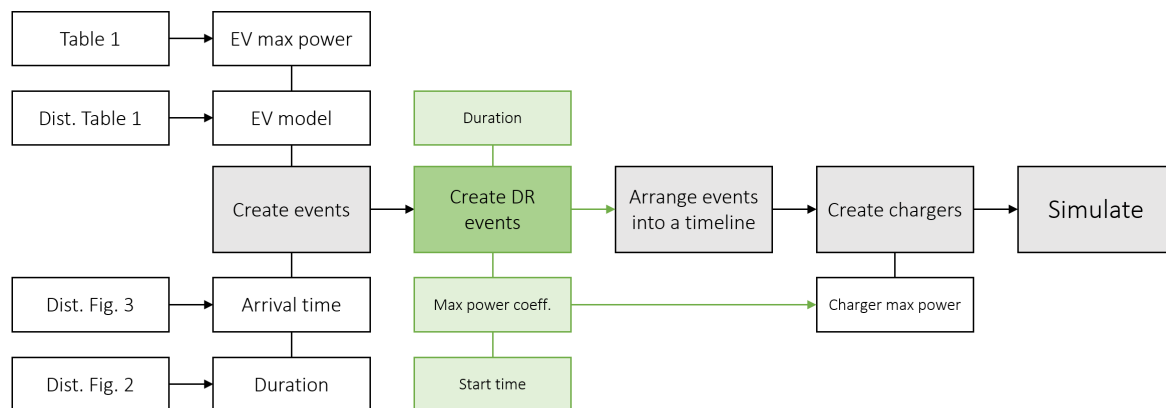 Table 1
EV max power
Dist. Table 1
EV model
Duration
Create events
Create DR
events
Arrange events
into a timeline
Create chargers
Simulate
Dist. Fig. 3
Arrival time
Max power coeff.
Charger max power
Dist. Fig. 2
Duration
Start time